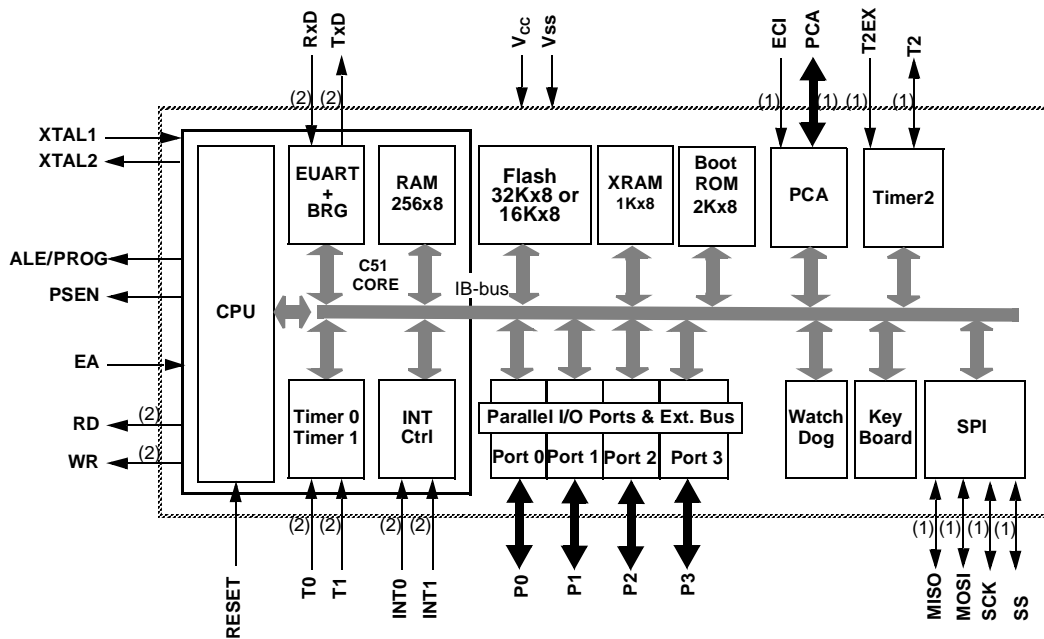 RxD
TxD
VCC
Vss
ECI
PCA
T2EX
T2
(2)
(2)
(1)
(1)
(1)
(1)
XTAL1
XTAL2
ALE/PROG
PSEN
EA
RD
(2)
WR
(2)
CPU
EUART
+
BRG
RAM
256x8
C51
CORE
IB-bus
Flash
32Kx8 or
16Kx8
XRAM
1Kx8
Boot
ROM
2Kx8
PCA
Timer2
Timer 0
Timer 1
INT
Ctrl
Parallel I/O Ports & Ext. Bus
Port 0
Port 1
Port 2
Port 3
Watch
Dog
Key
Board
SPI
(2)
(2)
(2)
(2)
(1)
(1)
(1)
(1)
RESET
T0
T1
INT0
INT1
P0
P1
P2
P3
MISO
MOSI
SCK
SS